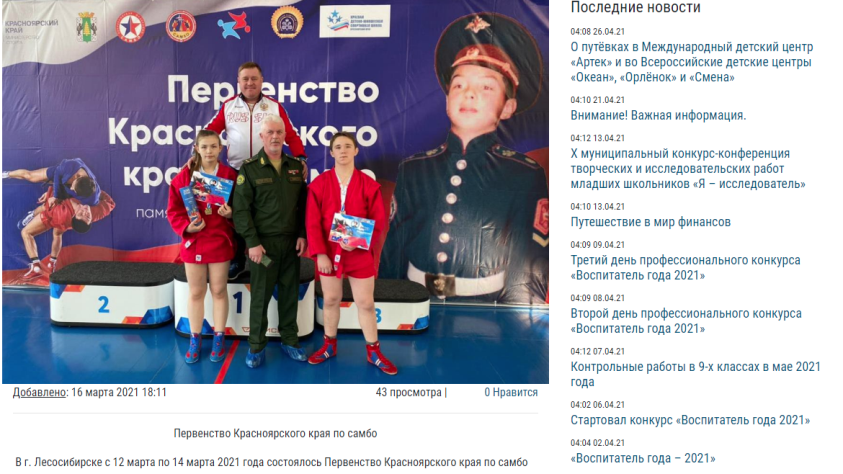 КРАСНОЯРСКИЙ
КРАЙ
Первенство
Красноярского
2
1
3
Добавлено: 16 марта 2021 18:11
43 просмотра |
0 Нравится
Первенство Красноярского края по самбо
В г. Лесосибирске с 12 марта по 14 марта 2021 года состоялось Первенство Красноярского края по самбо
Последние новости
04:08 26.04.21
О путёвках в Международный детский центр
«Артек» и во Всероссийские детские центры
«Океан», «Орлёнок» и «Смена»
04:10 21.04.21
Внимание! Важная информация.
04:12 13.04.21
X муниципальный конкурс-конференция
творческих и исследовательских работ
младших школьников «Я – исследователь»
04:10 13.04.21
Путешествие в мир финансов
04:09 09.04.21
Третий день профессионального конкурса
«Воспитатель года 2021»
04:09 08.04.21
Второй день профессионального конкурса
«Воспитатель года 2021»
04:12 07.04.21
Контрольные работы в 9-х классах в мае 2021
года
04:02 06.04.21
Стартовал конкурс «Воспитатель года 2021»
04:04 02.04.21
«Воспитатель года – 2021»